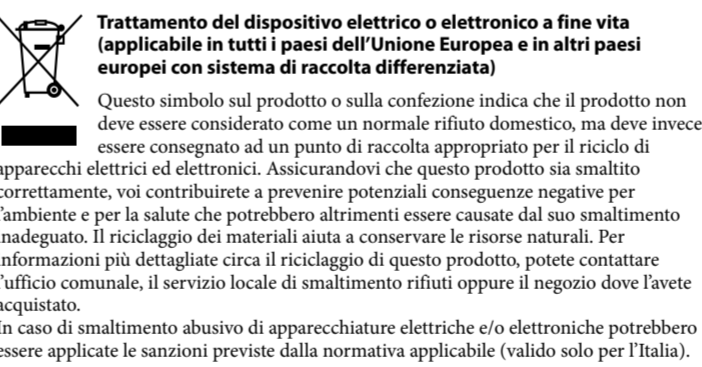 Trattamento del dispositivo elettrico o elettronico a fine vita
(applicabile in tutti i paesi dell’Unione Europea e in altri paesi
europei con sistema di raccolta differenziata)
Questo simbolo sul prodotto o sulla confezione indica che il prodotto non
deve essere considerato come un normale rifiuto domestico, ma deve invece
essere consegnato ad un punto di raccolta appropriato per il riciclo di
apparecchi elettrici ed elettronici. Assicurandovi che questo prodotto sia smaltito
correttamente, voi contribuirete a prevenire potenziali conseguenze negative per
l’ambiente e per la salute che potrebbero altrimenti essere causate dal suo smaltimento
inadeguato. Il riciclaggio dei materiali aiuta a conservare le risorse naturali. Per
informazioni più dettagliate circa il riciclaggio di questo prodotto, potete contattare
l’ufficio comunale, il servizio locale di smaltimento rifiuti oppure il negozio dove l’avete
acquistato.
In caso di smaltimento abusivo di apparecchiature elettriche e/o elettroniche potrebbero
essere applicate le sanzioni previste dalla normativa applicabile (valido solo per l’Italia).